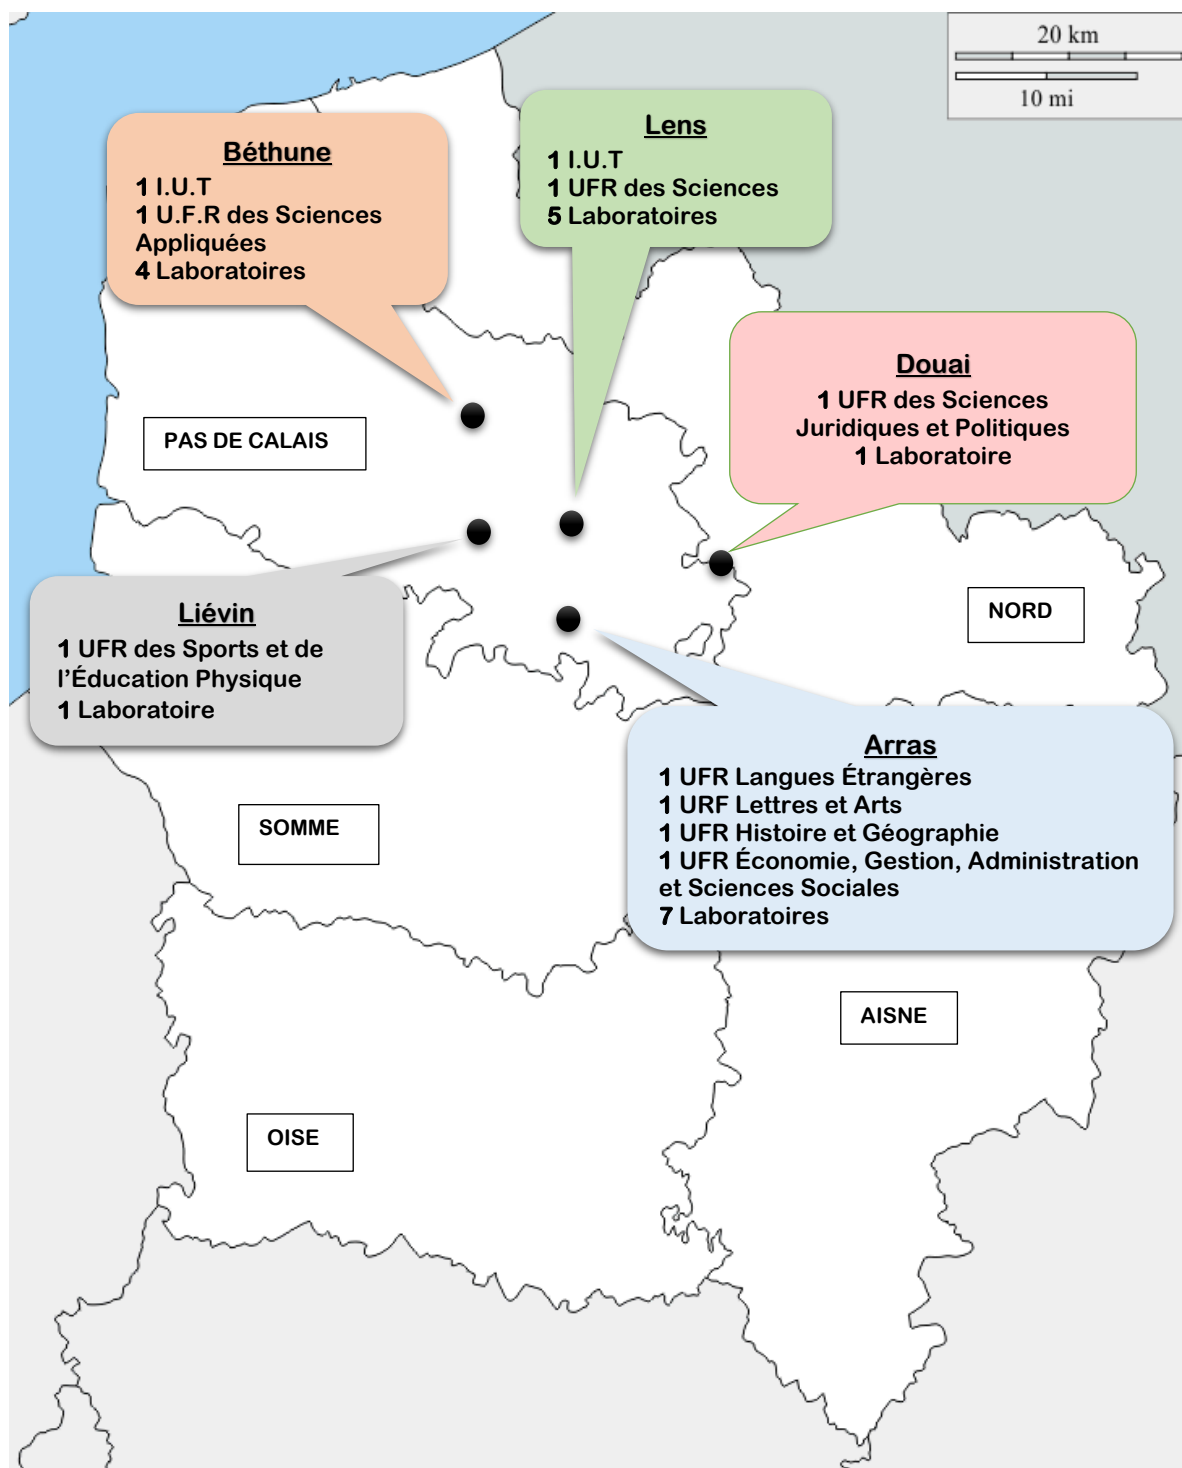 20 km
10 mi
Béthune
1 I.U.T
1 U.F.R des Sciences
Appliquées
4 Laboratoires
Lens
1 I.U.T
1 UFR des Sciences
5 Laboratoires
Douai
1 UFR des Sciences
Juridiques et Politiques
1 Laboratoire
PAS DE CALAIS
Liévin
1 UFR des Sports et de
l’Éducation Physique
1 Laboratoire
NORD
Arras
1 UFR Langues Étrangères
1 URF Lettres et Arts
1 UFR Histoire et Géographie
1 UFR Économie, Gestion, Administration
et Sciences Sociales
7 Laboratoires
SOMME
AISNE
OISE